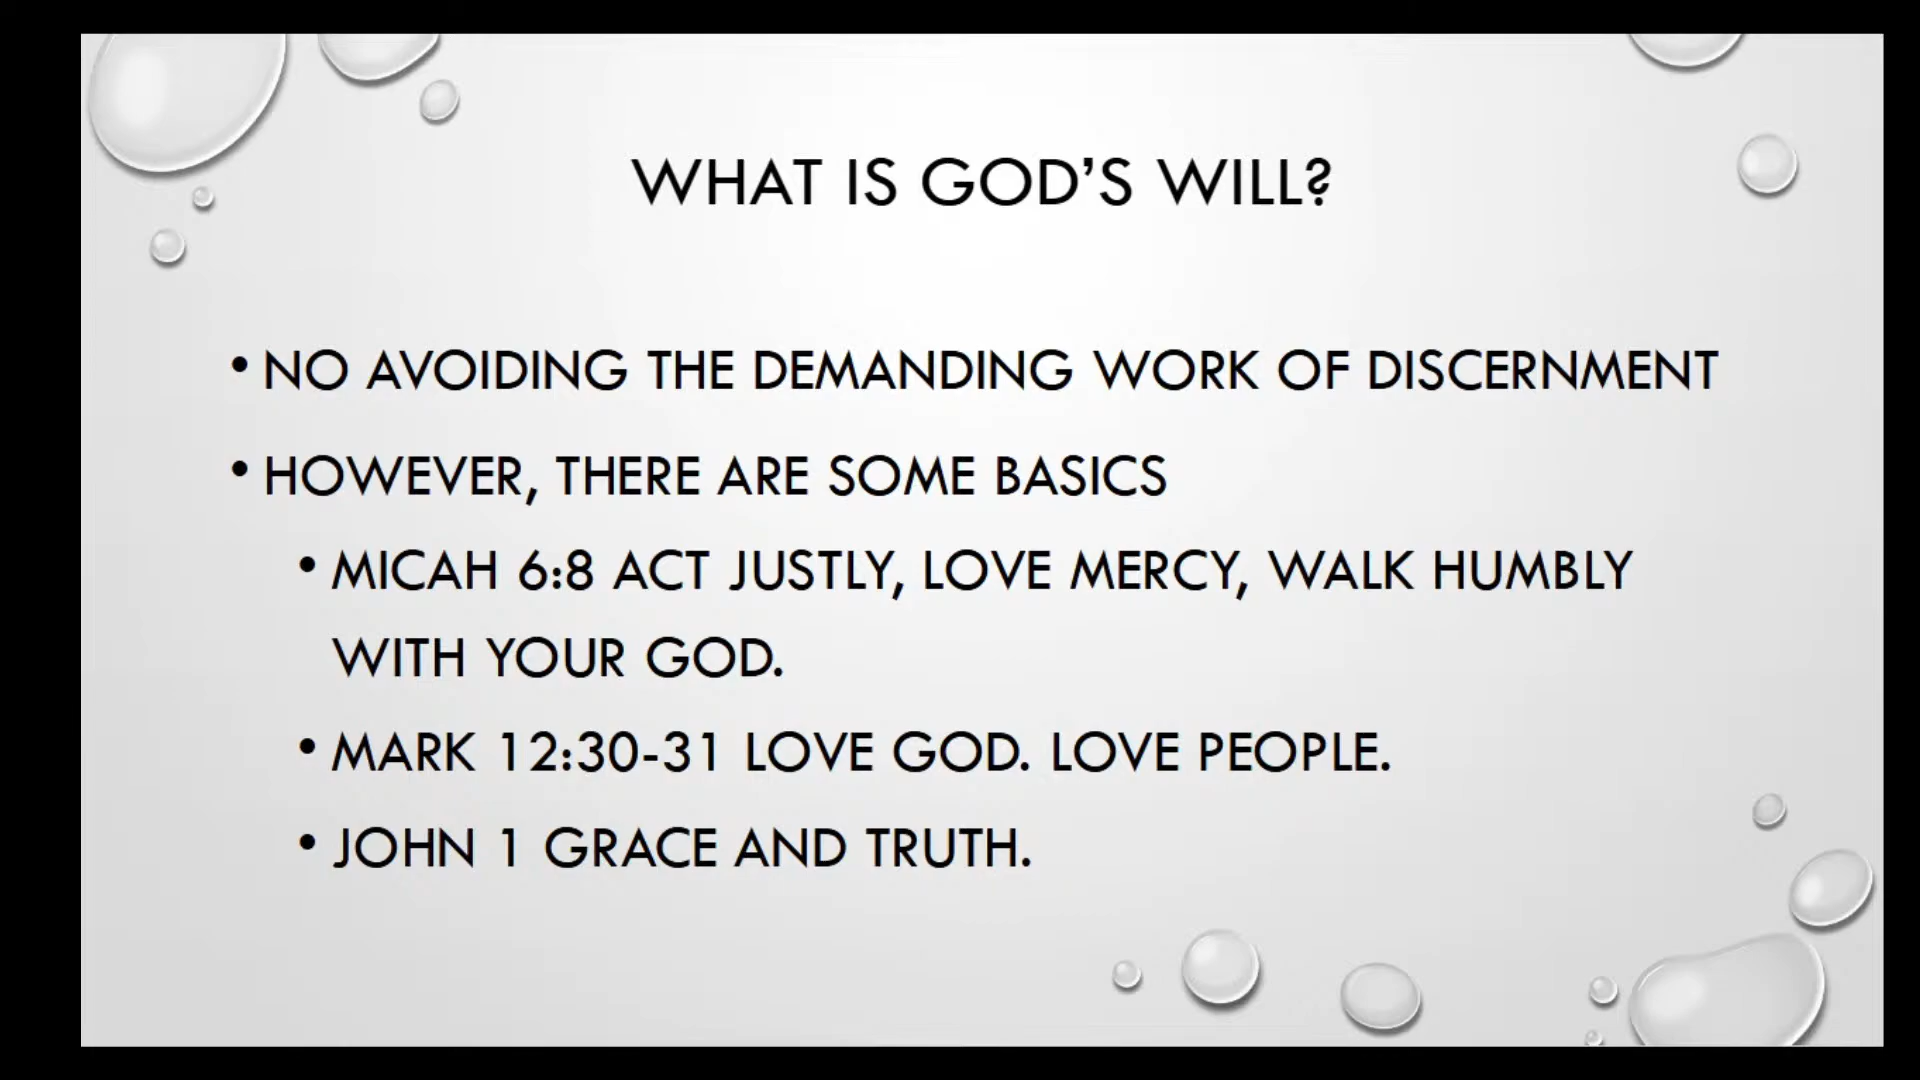 WHAT IS GOD’S WILL?
• NO AVOIDING THE DEMANDING WORK OF DISCERNMENT
• HOWEVER, THERE ARE SOME BASICS
• MICAH 6:8 ACT JUSTLY, LOVE MERCY, WALK HUMBLY
WITH YOUR GOD.
• MARK 12:30-31 LOVE GOD. LOVE PEOPLE.
• JOHN 1 GRACE AND TRUTH.